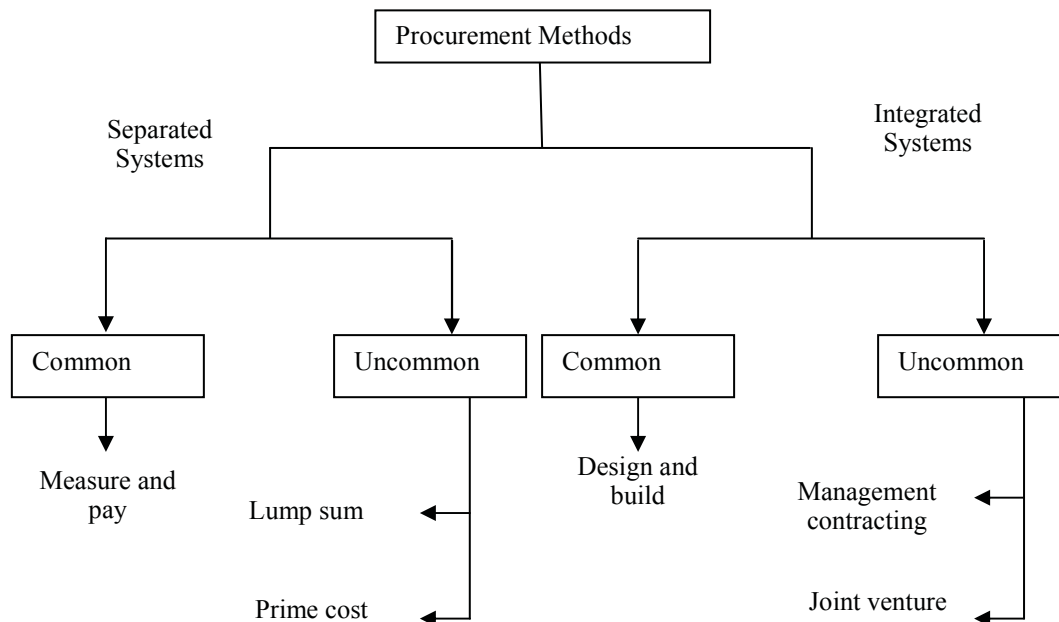 Procurement Methods
Separated
Systems
Integrated
Systems
Common
Uncommon
Common
Uncommon
Measure and
pay
Lump sum
Prime cost
Design and
build
Management
contracting
Joint venture